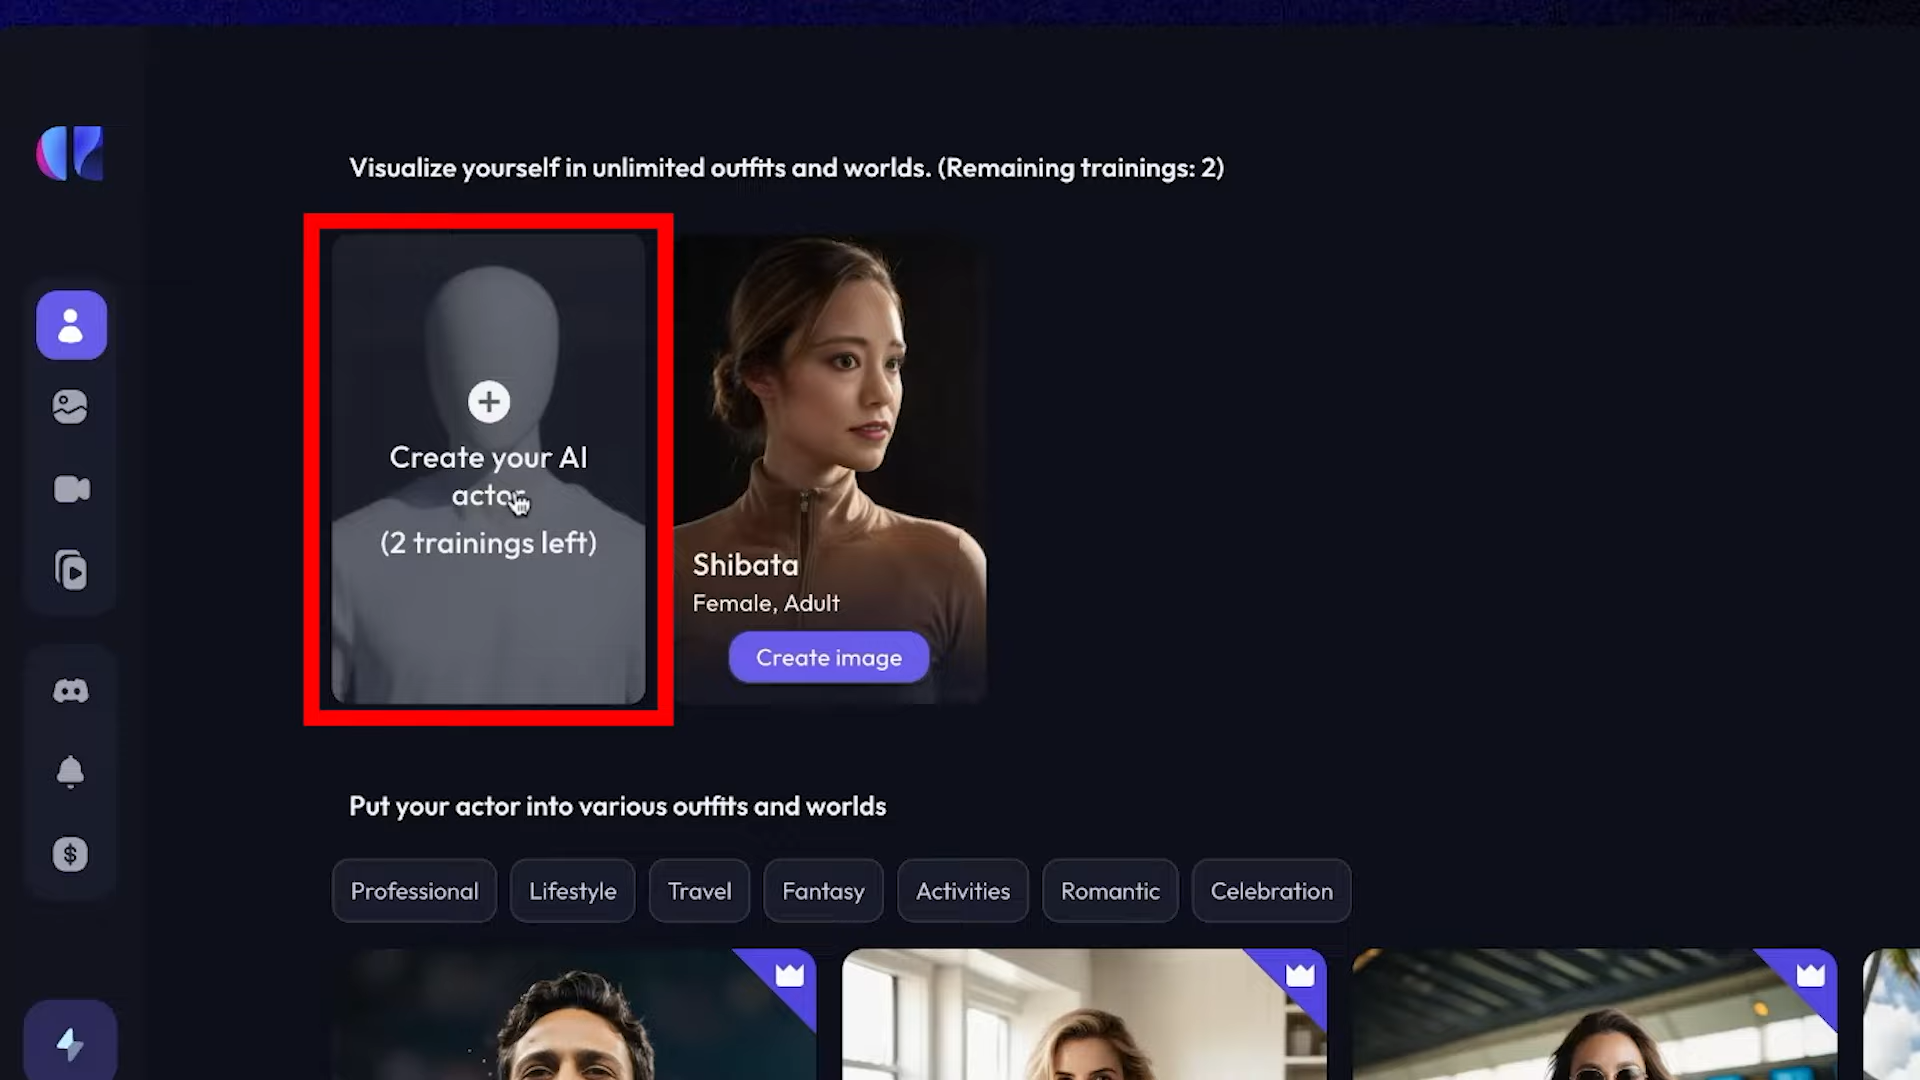 Visualize yourself in unlimited outfits and worlds. (Remaining trainings: 2)
Create your AI
actor
(2 trainings left)
Shibata
Female, Adult
Create image
Put your actor into various outfits and worlds
Professional
Lifestyle
Travel
Fantasy
Activities
Romantic
Celebration